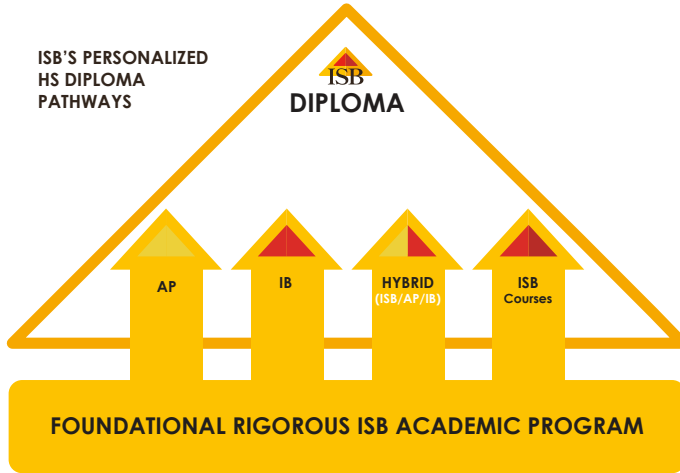 ISB'S PERSONALIZED
HS DIPLOMA
PATHWAYS
ISB
DIPLOMA
AP
IB
HYBRID
(ISB/AP/IB)
ISB
Courses
FOUNDATIONAL RIGOROUS ISB ACADEMIC PROGRAM